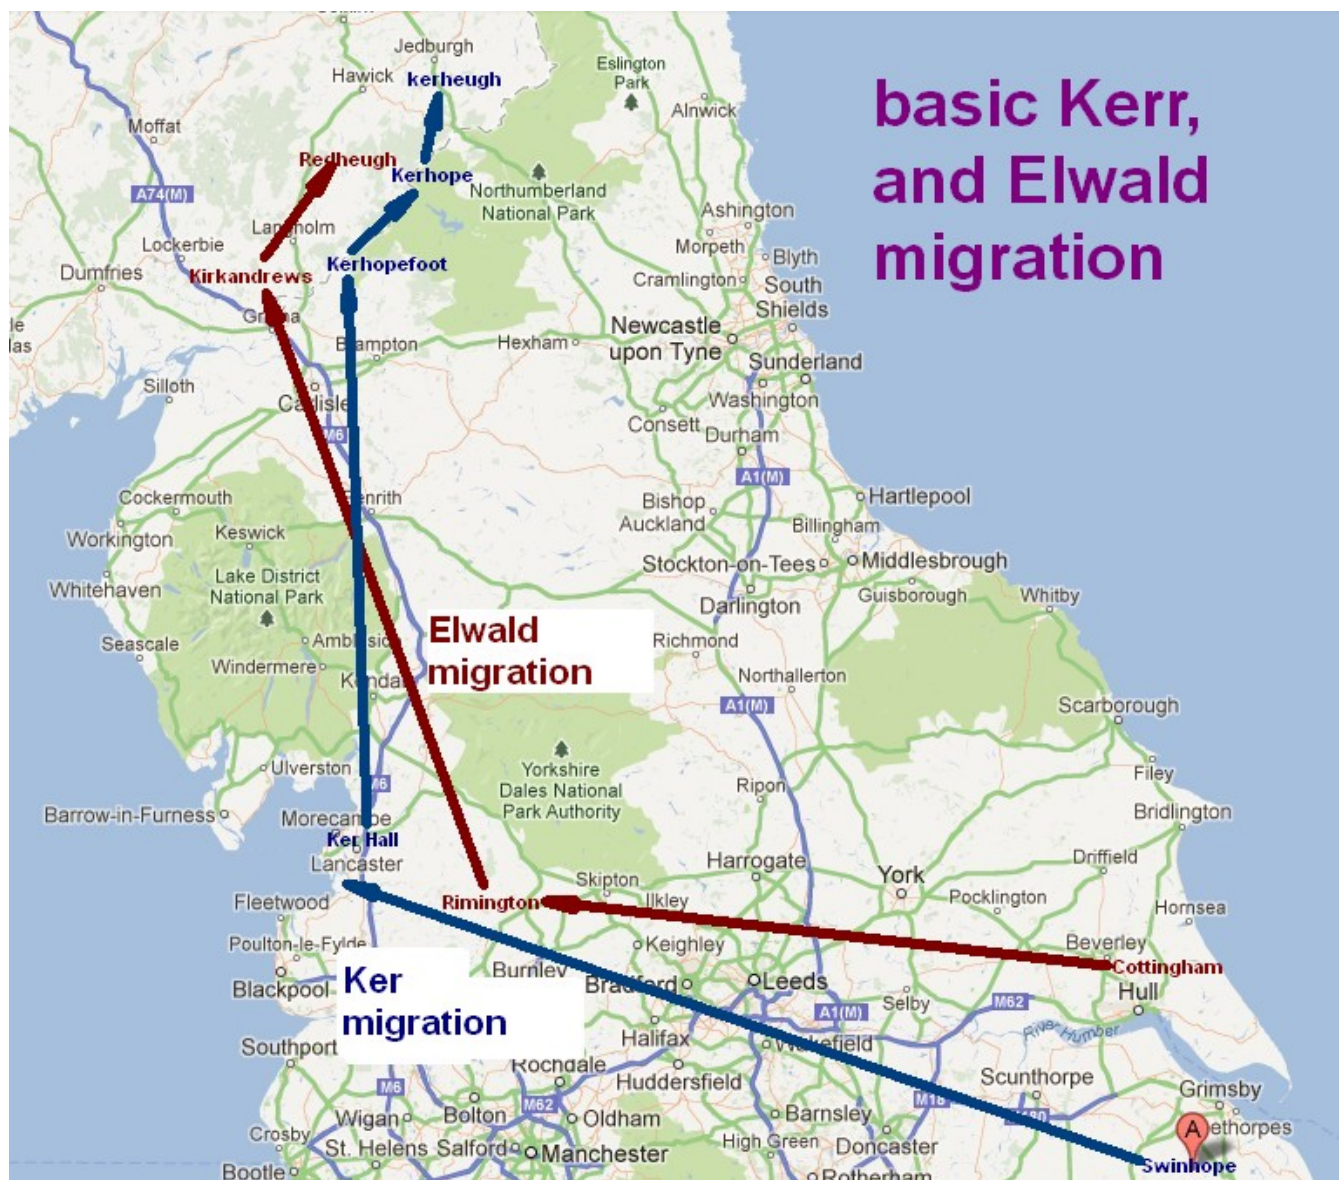 Jedburgh
Hawick
kerheugh
Eslington
Park
Alnwick
basic Kerr,
and Elwald
migration
Moffat
Redheugh
Kerhope
A74(M)
Northumberland
National Park
Ashington
Lockerbie
Morpeth
Blyth
Kerhopefoot
Dumfries
Kirkandrews
Cramlington
South
Shields
Newcastle
upon Tyne
Hexham
Sunderland
Silloth
Washington
Consett
Durham
M6
A1(M)
Cockermouth
Bishop
Auckland
Hartlepool
Billingham
Workington
Keswick
Stockton-on-Tees
Middlesbrough
Whitehaven
Lake District
National Park
Darlington
Guisborough
Whitby
Elwald
migration
Seascale
Richmond
Windermere
Northallerton
A1(M)
Scarborough
Ulverston
Yorkshire
Dales National
Park Authority
Filey
M6
Ripon
Barrow-in-Furness
Morecambe
Bridlington
Ker Hall
Lancaster
Harrogate
York
Driffield
Fleetwood
Rimington
Skipton
Ilkley
Pocklington
Hornsea
Poulton-le-Fylde
Keighley
Beverley
Cottingham
Ker
migration
Burnley
Bradford
Leeds
Blackpool
Selby
M62
Hull
A1(M)
Halifax
Wakefield
River Humber
Southport
Rochdale
Huddersfield
Scunthorpe
Grimsby
M6
M62
M18
Wigan
Bolton
Oldham
Barnsley
A
Crosby
St. Helens
Salford
Manchester
High Green
Doncaster
Swinhope
Bootle
Rotherham